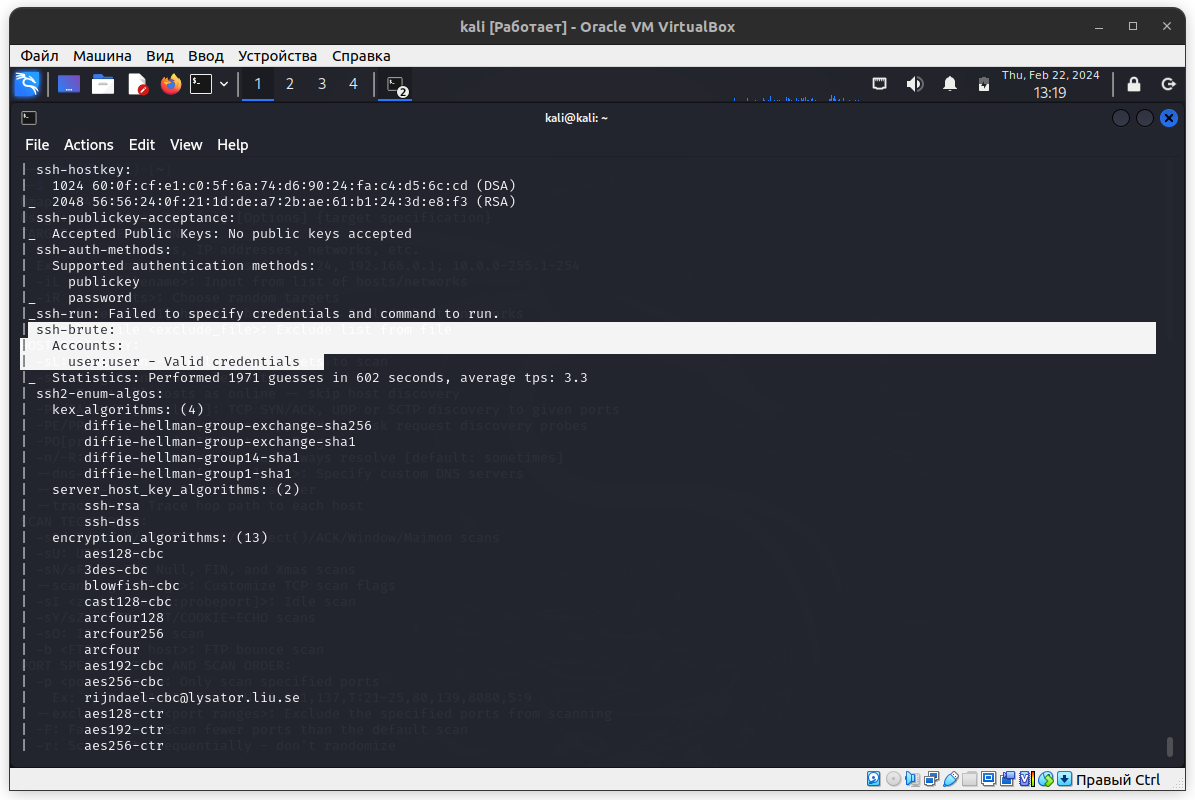 kali [Работает] - Oracle VM VirtualBox
Файл Машина Вид Ввод Устройства Справка
1 2 3 4 2 Thu, Feb 22, 2024
13:19
kali@kali: ~
File Actions Edit View Help
| ssh-hostkey:
|   1024 60:0f:cf:e1:c0:5f:6a:74:d6:90:24:fa:c4:d5:6c:cd (DSA)
|_  2048 56:56:24:0f:21:1d:de:a7:2b:ae:61:b1:24:3d:e8:f3 (RSA)
| ssh-publickey-acceptance:
|_  Accepted Public Keys: No public keys accepted
| ssh-auth-methods:
|   Supported authentication methods:
|     publickey
|_    password
|_ssh-run: Failed to specify credentials and command to run.
| ssh-brute:
|   Accounts:
|     user:user - Valid credentials
|_  Statistics: Performed 1971 guesses in 602 seconds, average tps: 3.3
| ssh2-enum-algos:
|   kex_algorithms: (4)
|       diffie-hellman-group-exchange-sha256
|       diffie-hellman-group-exchange-sha1
|       diffie-hellman-group14-sha1
|       diffie-hellman-group1-sha1
|   server_host_key_algorithms: (2)
|       ssh-rsa
|       ssh-dss
|   encryption_algorithms: (13)
|       aes128-cbc
|       3des-cbc
|       blowfish-cbc
|       cast128-cbc
|       arcfour128
|       arcfour256
|       arcfour
|       aes192-cbc
|       aes256-cbc
|       rijndael-cbc@lysator.liu.se
|       aes128-ctr
|       aes192-ctr
|       aes256-ctr
Правый Ctrl